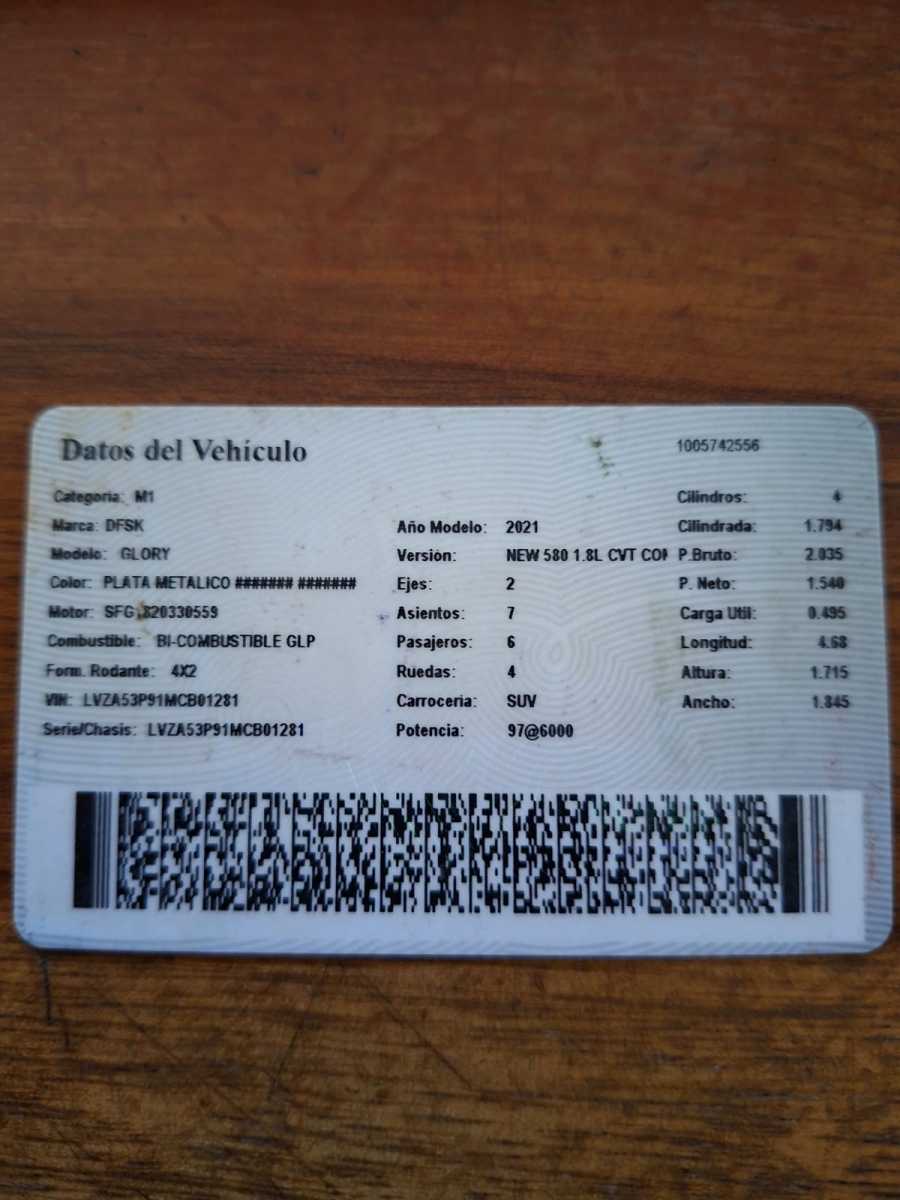 Datos del Vehículo
1005742556
Categoria: M1
Cilindros: 4
Marca: DFSK
Año Modelo: 2021
Cilindrada: 1.794
Modelo: GLORY
Versión: NEW 580 1.8L CVT COM
P.Bruto: 2.035
Color: PLATA METALICO ####### #######
Ejes: 2
P. Neto: 1.540
Motor: SFG 820330559
Asientos: 7
Carga Util: 0.495
Combustible: BI-COMBUSTIBLE GLP
Pasajeros: 6
Longitud: 4.68
Form. Rodante: 4X2
Ruedas: 4
Altura: 1.715
VIN: LVZA53P91MCB01281
Carroceria: SUV
Ancho: 1.845
Serie/Chasis: LVZA53P91MCB01281
Potencia: 97@6000